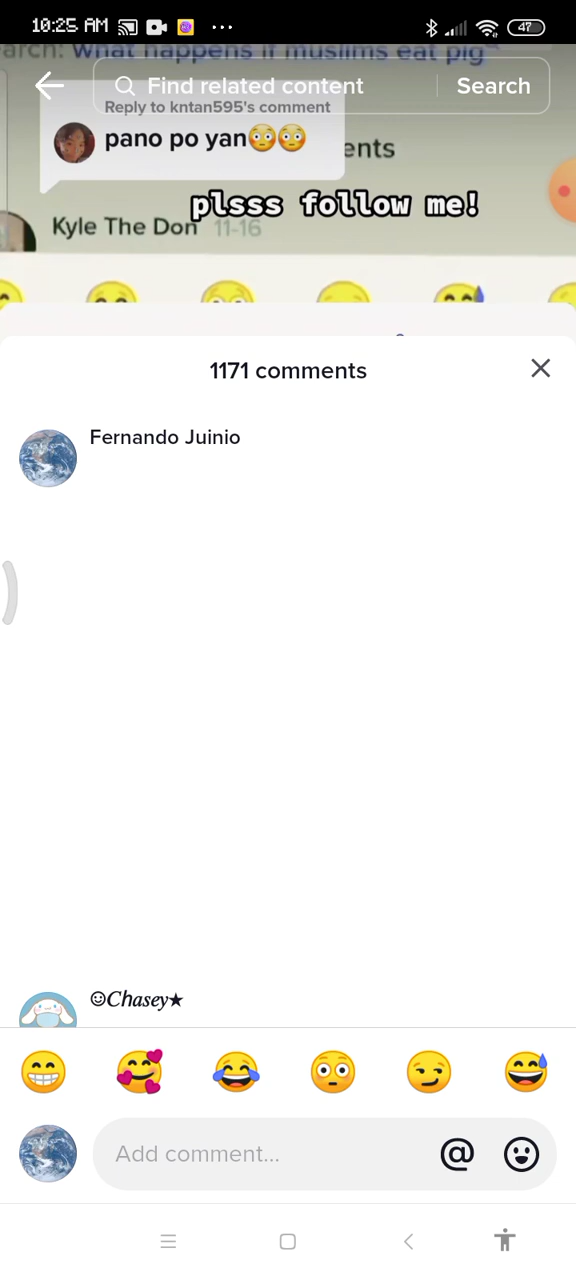 10:25 AM
47
arch: what happens if muslims eat pig
Find related content
Search
Reply to kntan595's comment
pano po yan😳😳
ents
plsss follow me!
Kyle The Don 11-16
1171 comments
Fernando Juinio
☺Chasey★
Add comment...
@